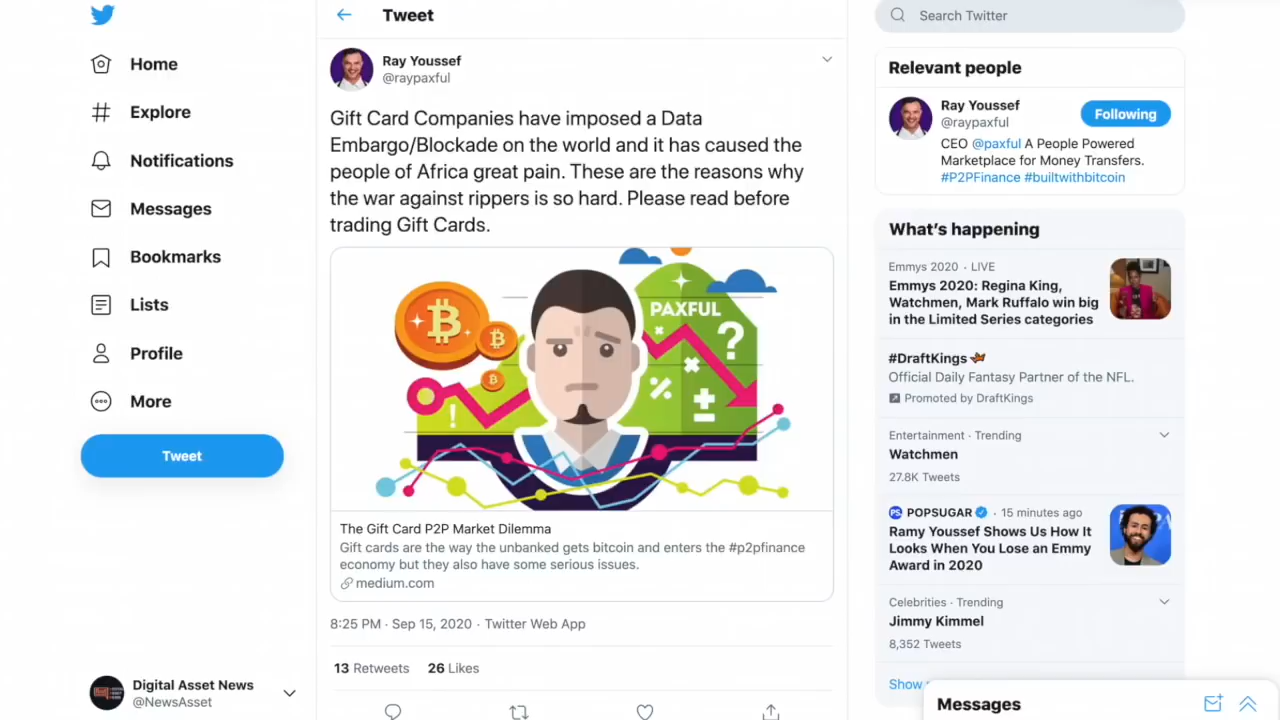 Home
Explore
Notifications
Messages
Bookmarks
Lists
Profile
More
Tweet
Digital Asset News
@NewsAsset
Tweet
Ray Youssef
@raypaxful
Gift Card Companies have imposed a Data
Embargo/Blockade on the world and it has caused the
people of Africa great pain. These are the reasons why
the war against rippers is so hard. Please read before
trading Gift Cards.
PAXFUL
The Gift Card P2P Market Dilemma
Gift cards are the way the unbanked gets bitcoin and enters the #p2pfinance
economy but they also have some serious issues.
medium.com
8:25 PM · Sep 15, 2020 · Twitter Web App
13 Retweets 26 Likes
Search Twitter
Relevant people
Ray Youssef
@raypaxful
Following
CEO @paxful A People Powered
Marketplace for Money Transfers.
#P2PFinance #builtwithbitcoin
What's happening
Emmys 2020 · LIVE
Emmys 2020: Regina King,
Watchmen, Mark Ruffalo win big
in the Limited Series categories
#DraftKings
Official Daily Fantasy Partner of the NFL.
Promoted by DraftKings
Entertainment · Trending
Watchmen
27.8K Tweets
POPSUGAR · 15 minutes ago
Ramy Youssef Shows Us How It
Looks When You Lose an Emmy
Award in 2020
Celebrities · Trending
Jimmy Kimmel
8,352 Tweets
Show
Messages